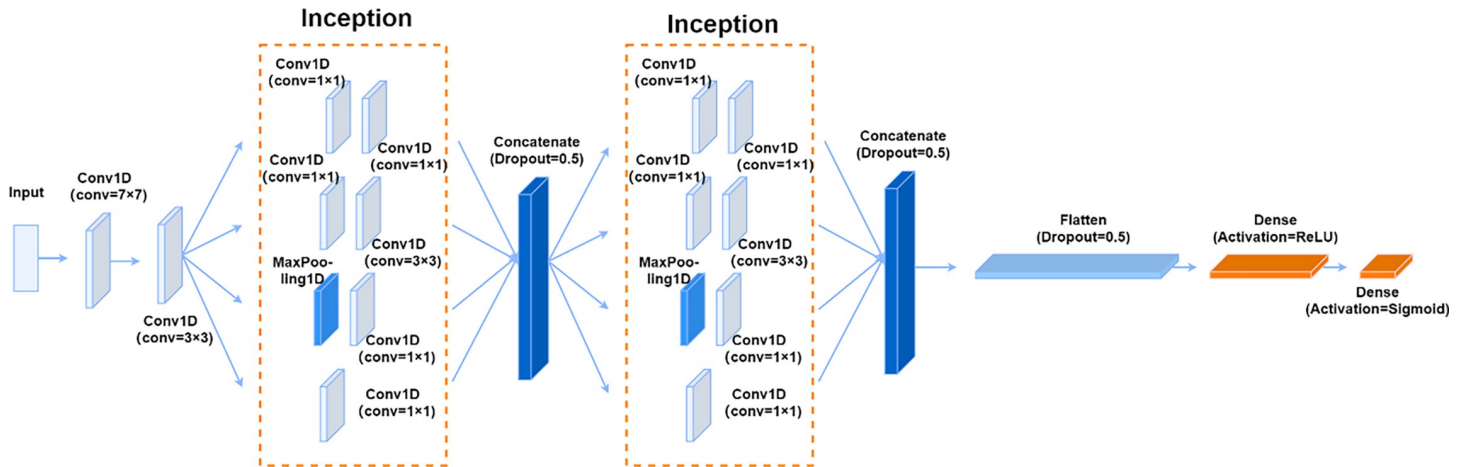 Inception
Inception
Input
Conv1D
(conv=7×7)
Conv1D
(conv=3×3)
Conv1D
(conv=1×1)
Conv1D
(conv=1×1)
Conv1D
(conv=1×1)
Conv1D
(conv=3×3)
MaxPoo-
ling1D
Conv1D
(conv=1×1)
Conv1D
(conv=1×1)
Concatenate
(Dropout=0.5)
Conv1D
(conv=1×1)
Conv1D
(conv=1×1)
Conv1D
(conv=1×1)
Conv1D
(conv=3×3)
MaxPoo-
ling1D
Conv1D
(conv=1×1)
Conv1D
(conv=1×1)
Concatenate
(Dropout=0.5)
Flatten
(Dropout=0.5)
Dense
(Activation=ReLU)
Dense
(Activation=Sigmoid)